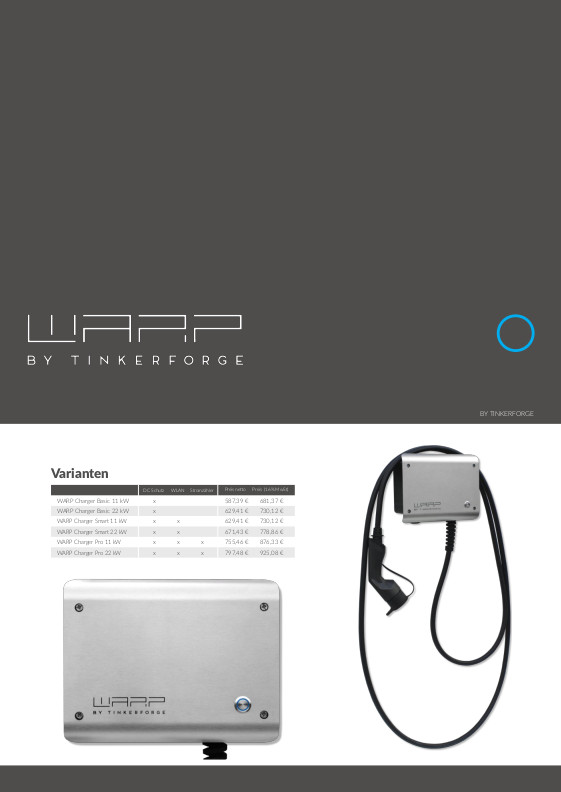 WARP
BY TINKERFORGE
BY TINKERFORGE
Varianten
DC Schutz WLAN Stromzähler Preis netto
WARP Charger Basic 11 kW x 587,39 € 681,37 €
WARP Charger Basic 22 kW x 629,41 € 730,12 €
WARP Charger Smart 11 kW x x 629,41 € 730,12 €
WARP Charger Smart 22 kW x x 671,43 € 778,86 €
WARP Charger Pro 11 kW x x x 755,46 € 876,33 €
WARP Charger Pro 22 kW x x x 797,48 € 925,08 €
WARP
WARP
BY TINKERFORGE